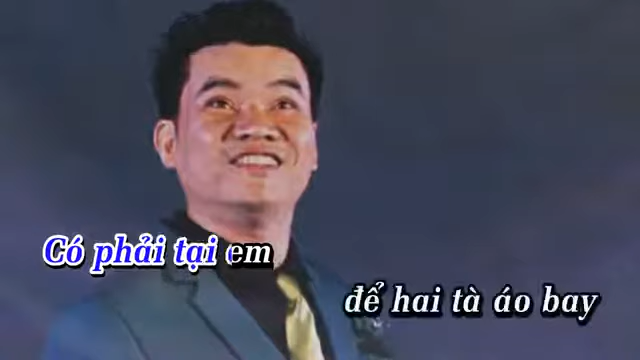 Có phải tại em
để hai tà áo bay